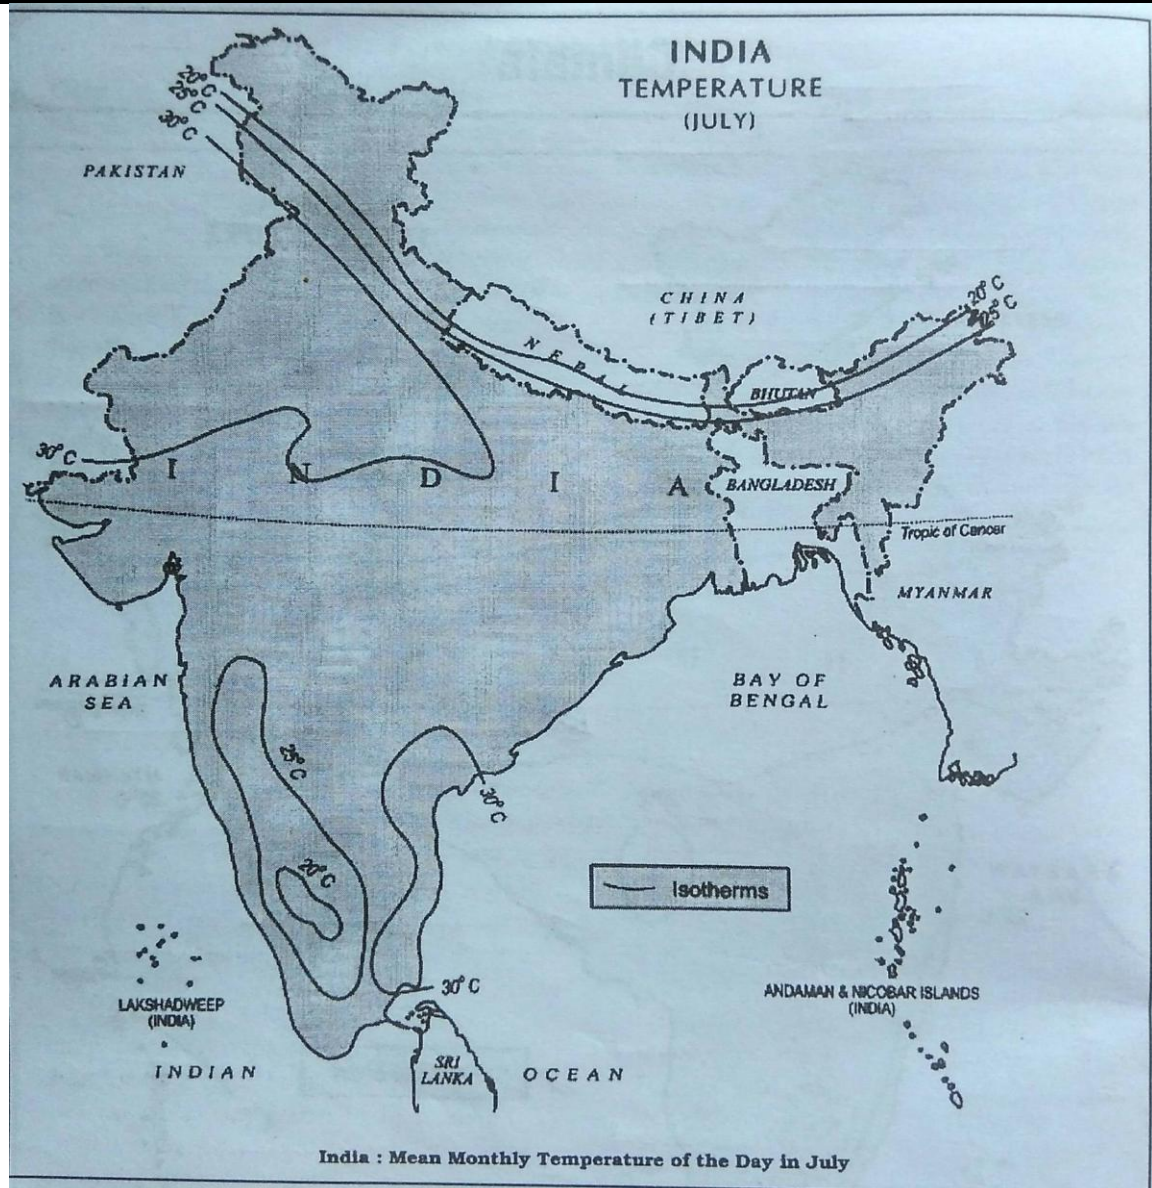 INDIA
TEMPERATURE
(JULY)
20°C
25°C
30°C
PAKISTAN
CHINA
(TIBET)
20°C
25°C
NEPAL
BHUTAN
30°C
I N D I A
BANGLADESH
Tropic of Cancer
MYANMAR
ARABIAN
SEA
BAY OF
BENGAL
25°C
30°C
20°C
Isotherms
30°C
LAKSHADWEEP
(INDIA)
ANDAMAN & NICOBAR ISLANDS
(INDIA)
SRI
LANKA
INDIAN OCEAN
India : Mean Monthly Temperature of the Day in July